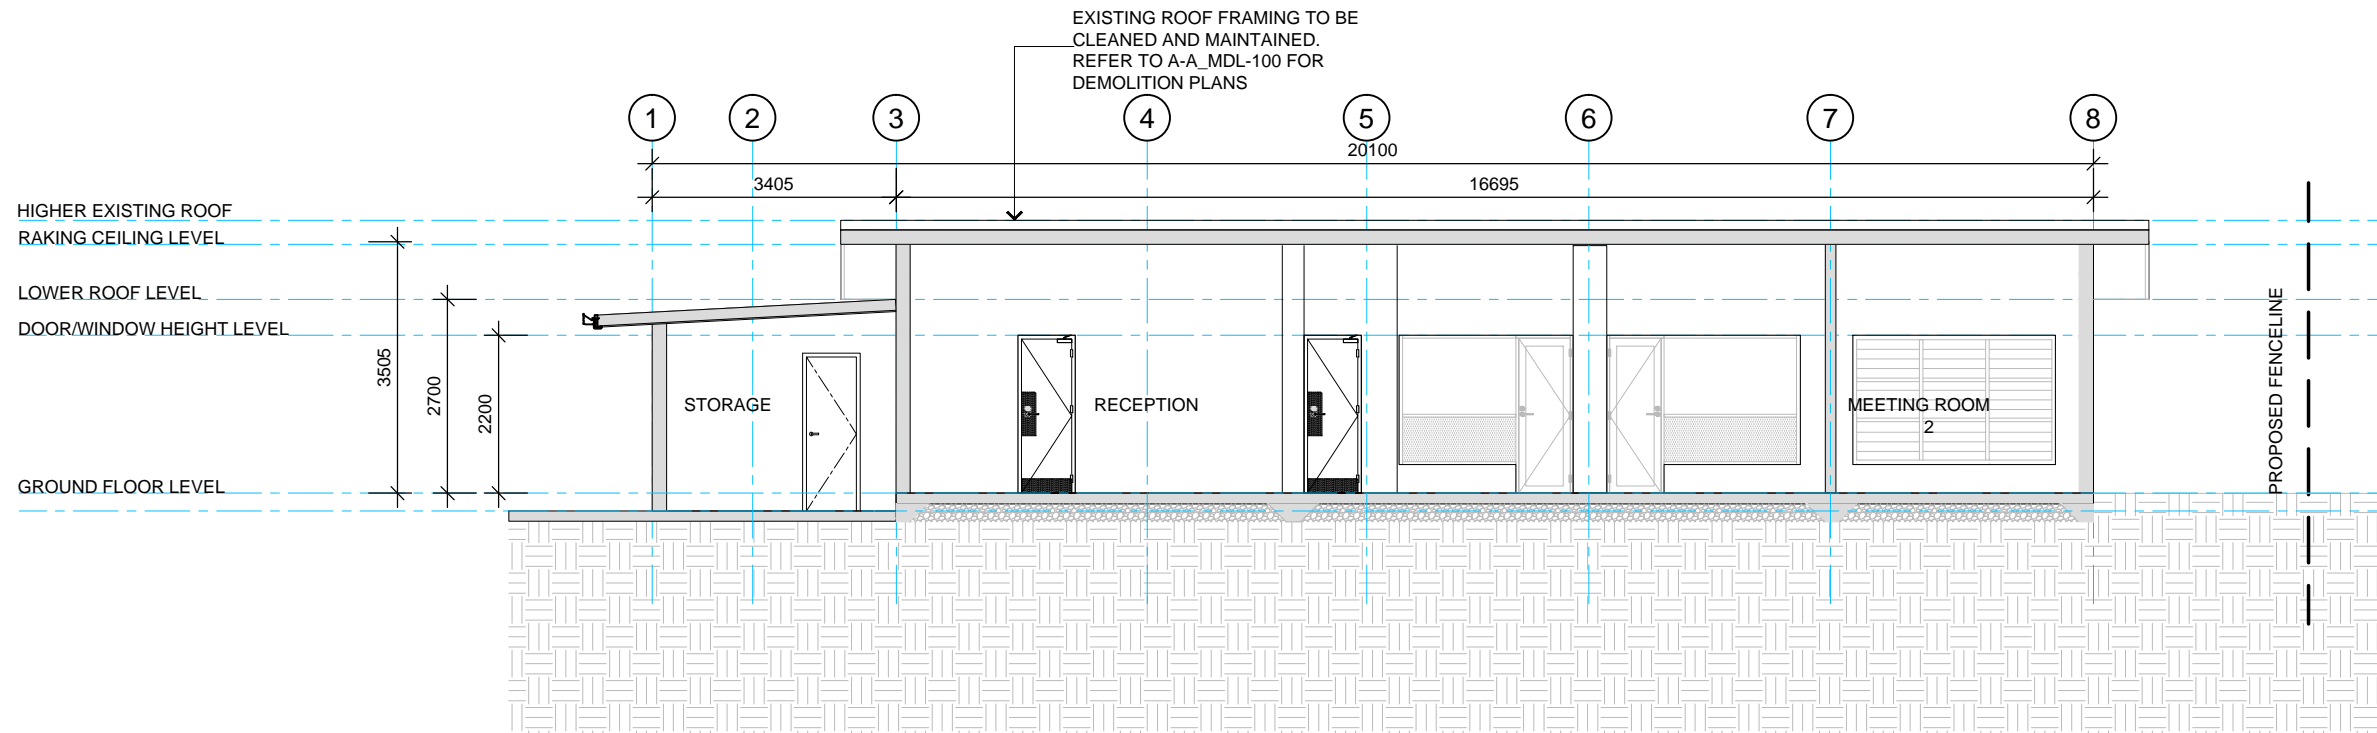 EXISTING ROOF FRAMING TO BE
CLEANED AND MAINTAINED.
REFER TO A-A_MDL-100 FOR
DEMOLITION PLANS
1
2
3
4
5
6
7
8
20100
3405
16695
HIGHER EXISTING ROOF
RAKING CEILING LEVEL
LOWER ROOF LEVEL
DOOR/WINDOW HEIGHT LEVEL
GROUND FLOOR LEVEL
3505
2700
2200
STORAGE
RECEPTION
MEETING ROOM
2
PROPOSED FENCELINE